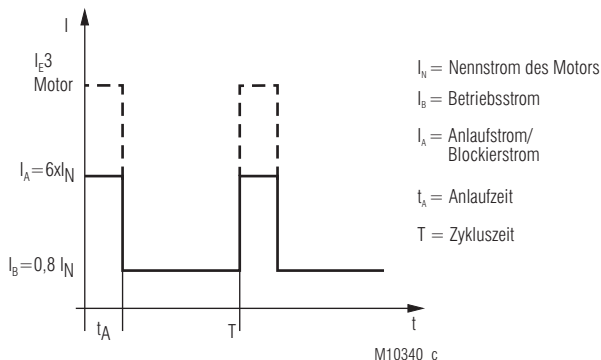 I
I_E3
Motor
I_A=6xI_N
I_B=0,8 I_N
t_A
T
t
I_N = Nennstrom des Motors
I_B = Betriebsstrom
I_A = Anlaufstrom/
Blockierstrom
t_A = Anlaufzeit
T = Zykluszeit
M10340_c